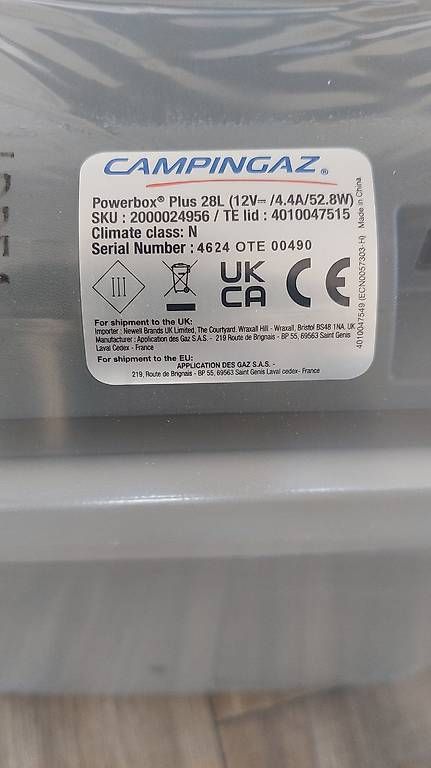 CAMPINGAZ®
Powerbox® Plus 28L (12V⎓/4.4A/52.8W)
SKU : 2000024956 / TE lid : 4010047515
Climate class: N
Serial Number : 4624 OTE 00490
III
UK
CA
CE
For shipment to the UK:
Importer : Newell Brands UK Limited, The Courtyard. Wraxall Hill - Wraxall, Bristol BS48 1NA, UK
Manufacturer : Application des Gaz S.A.S. - 219 Route de Brignais - BP 55, 69563 Saint Genis
Laval Cedex - France
For shipment to the EU:
APPLICATION DES GAZ S.A.S. -
219, Route de Brignais - BP 55, 69563 Saint Genis Laval cedex- France
4010047549 (ECN0057303-H) Made in China